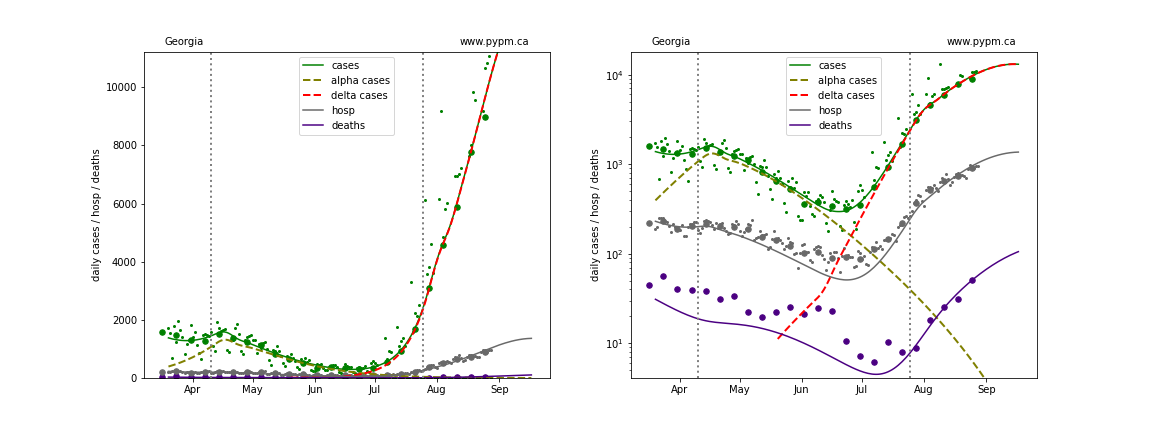 Georgia www.pypm.ca
cases
alpha cases
delta cases
hosp
deaths
daily cases / hosp / deaths
10000
8000
6000
4000
2000
0
Apr May Jun Jul Aug Sep
Georgia www.pypm.ca
cases
alpha cases
delta cases
hosp
deaths
daily cases / hosp / deaths
10⁴
10³
10²
10¹
Apr May Jun Jul Aug Sep